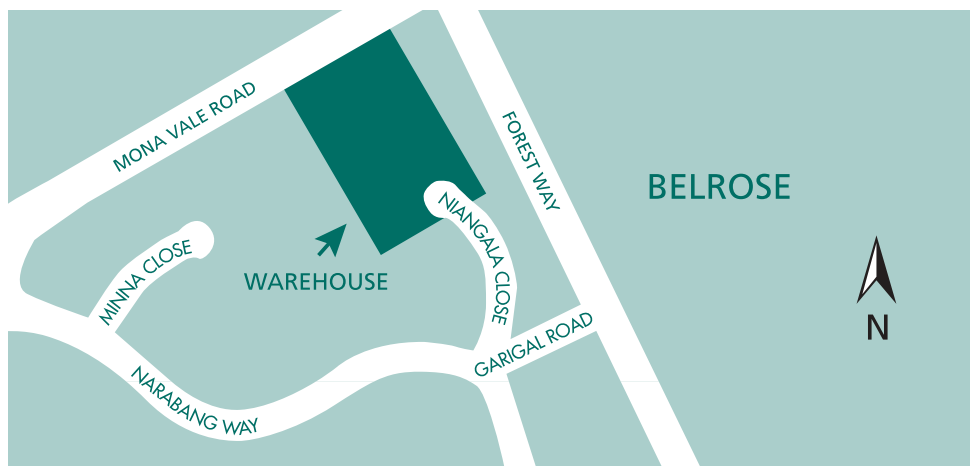 MONA VALE ROAD
FOREST WAY
BELROSE
NIANGALA CLOSE
MINNA CLOSE
WAREHOUSE
GARIGAL ROAD
N
NARABANG WAY